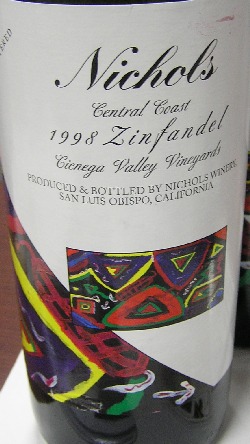 Nichols
Central Coast
1998 Zinfandel
Cienega Valley Vineyards
PRODUCED & BOTTLED BY NICHOLS WINERY
SAN LUIS OBISPO, CALIFORNIA